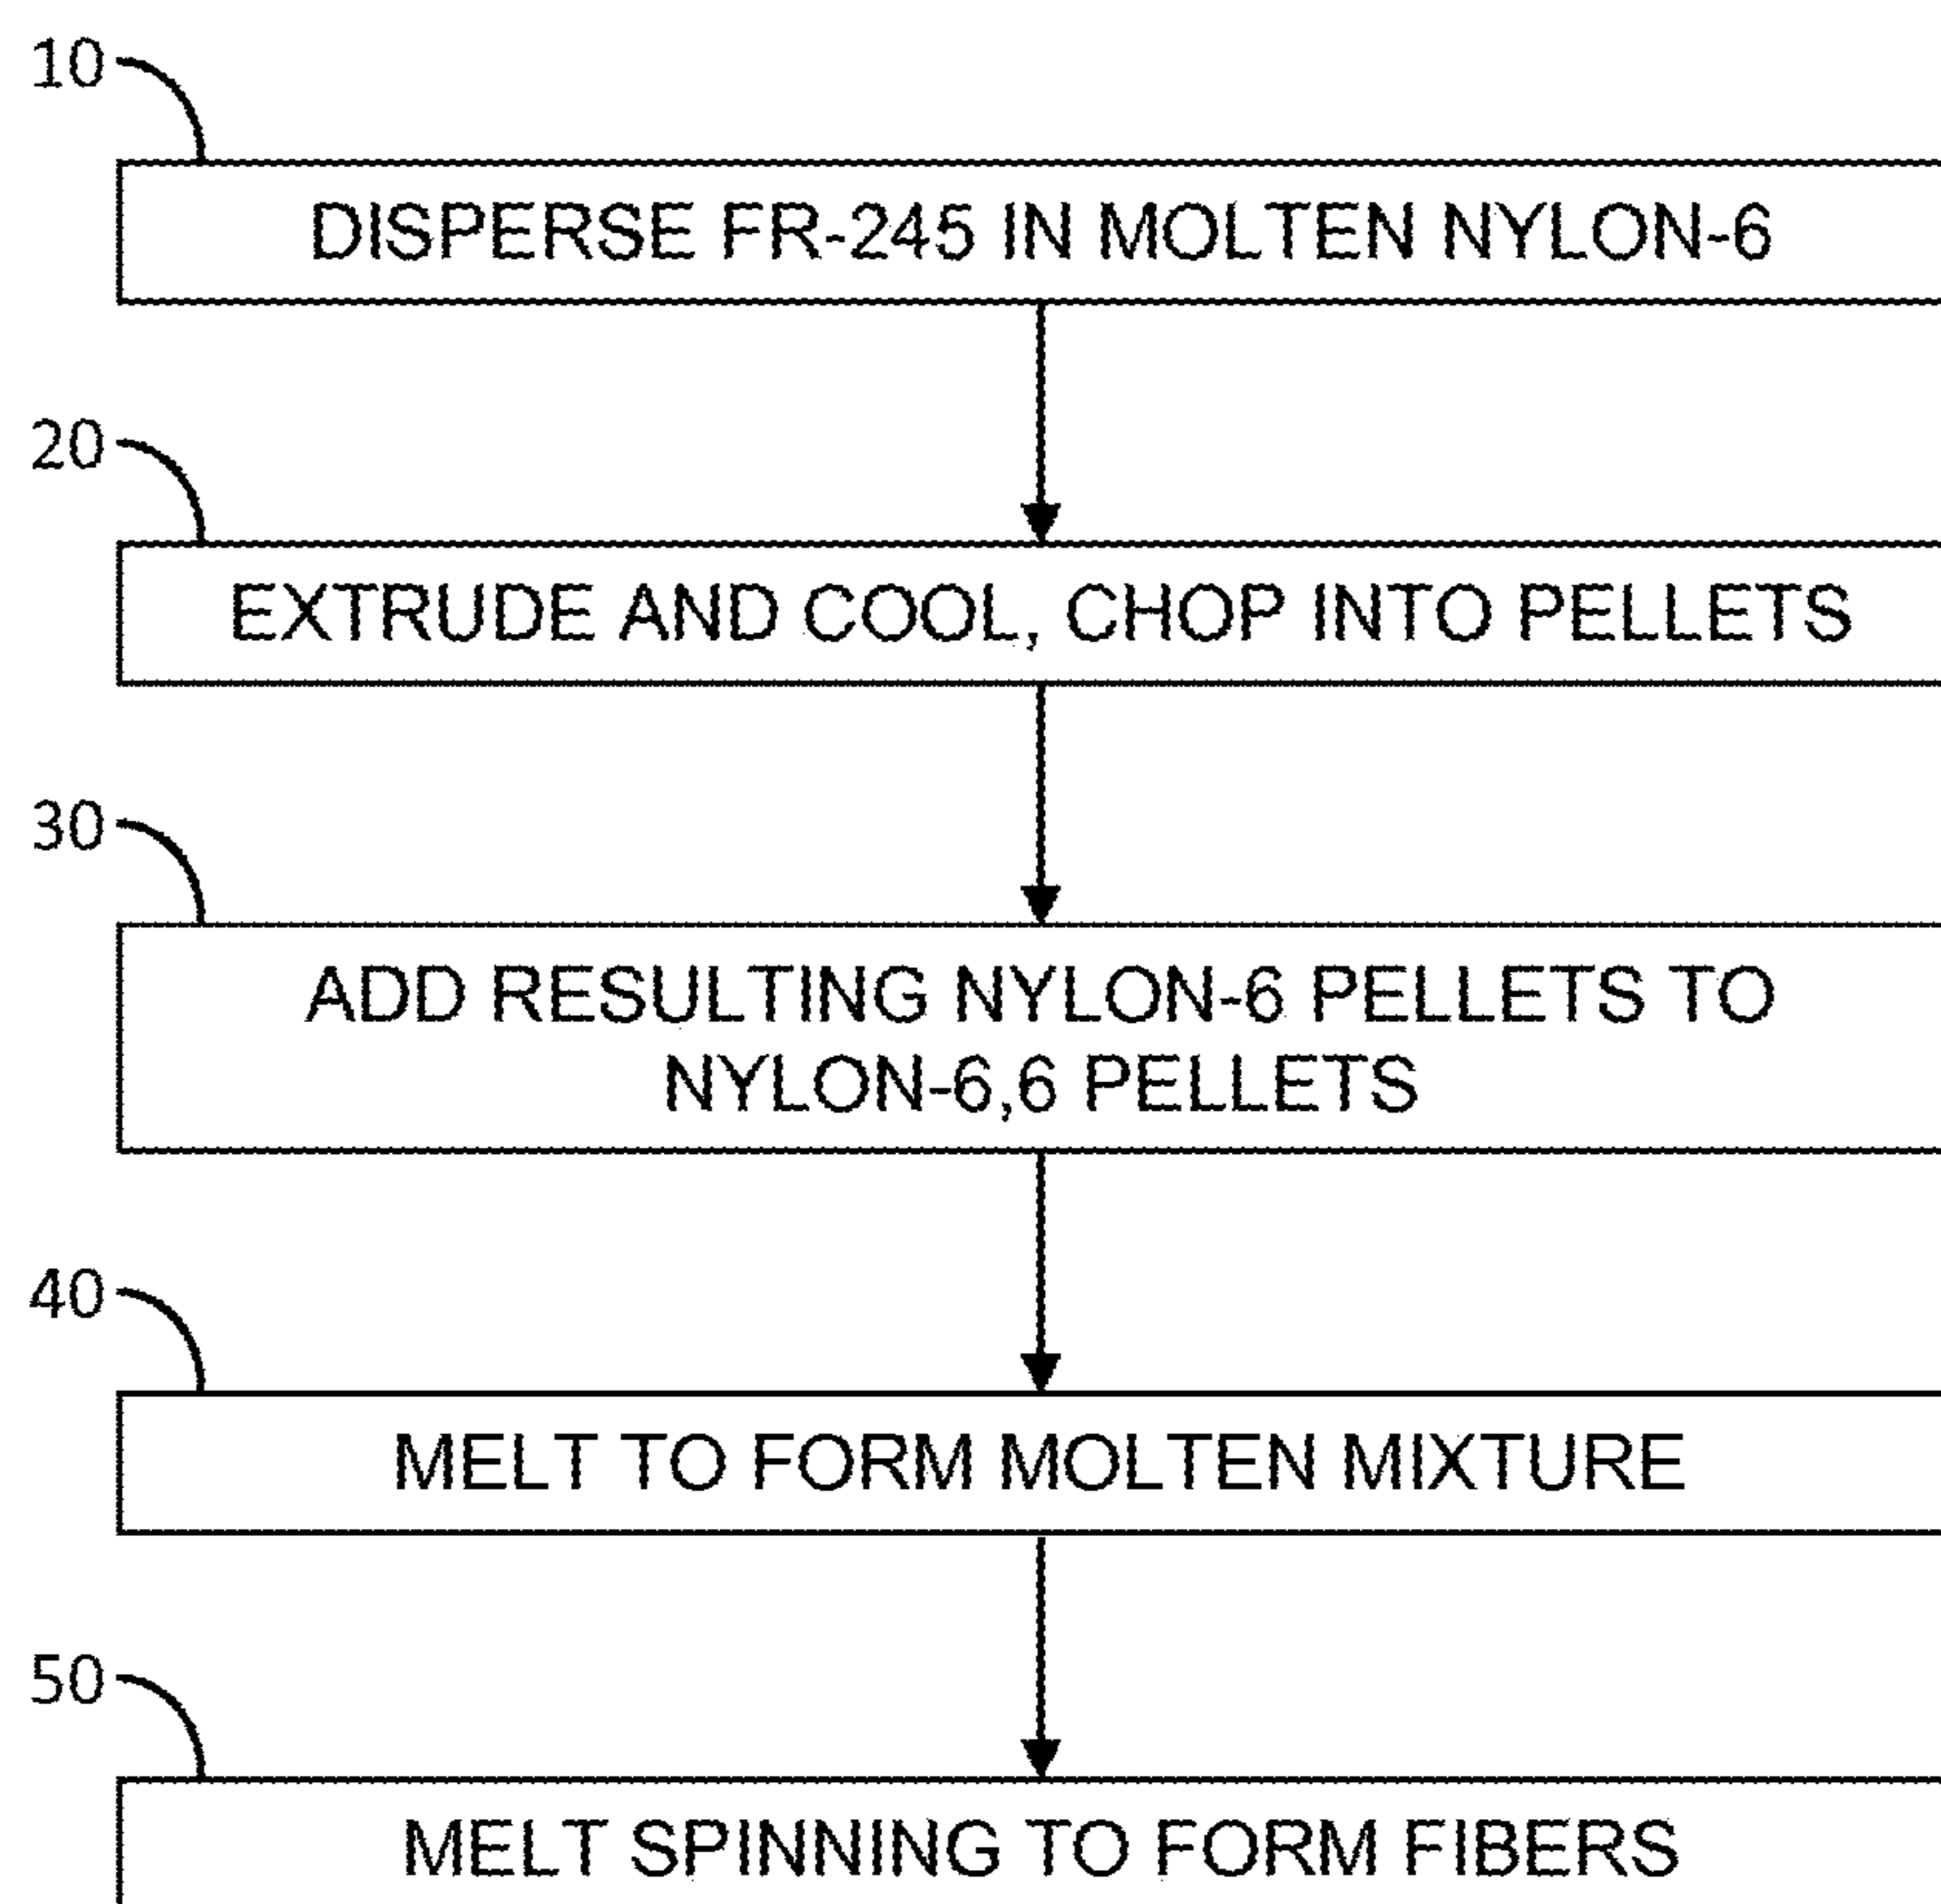 10
DISPERSE FR-245 IN MOLTEN NYLON-6
20
EXTRUDE AND COOL, CHOP INTO PELLETS
30
ADD RESULTING NYLON-6 PELLETS TO
NYLON-6,6 PELLETS
40
MELT TO FORM MOLTEN MIXTURE
50
MELT SPINNING TO FORM FIBERS